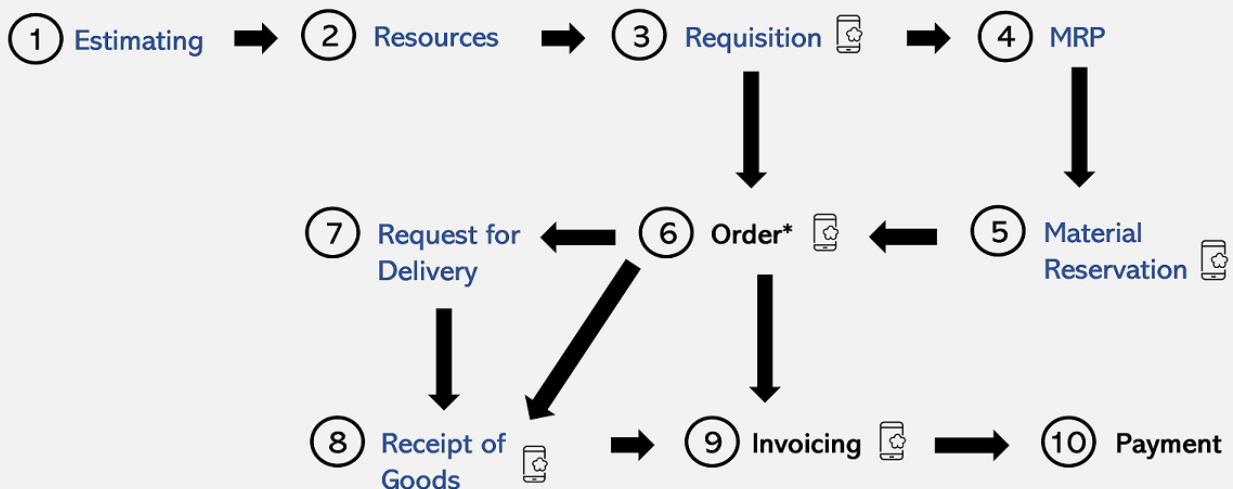 1 Estimating
2 Resources
3 Requisition
4 MRP
7 Request for
Delivery
6 Order*
5 Material
Reservation
8 Receipt of
Goods
9 Invoicing
10 Payment